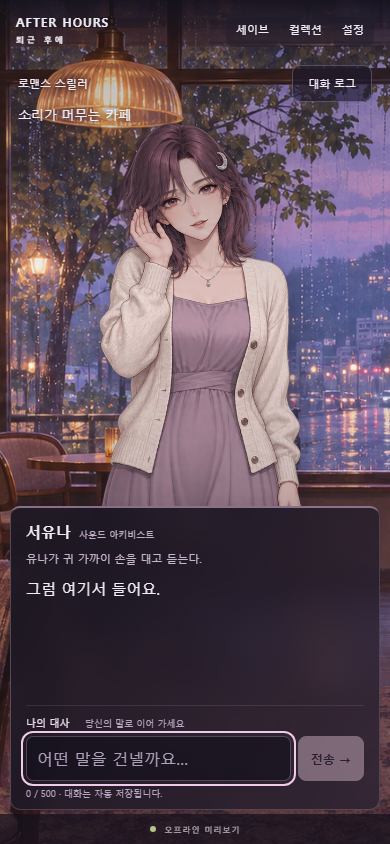 AFTER HOURS
퇴근 후에
세이브 컬렉션 설정
로맨스 스릴러
대화 로그
소리가 머무는 카페
서유나 사운드 아키비스트
유나가 귀 가까이 손을 대고 듣는다.
그럼 여기서 들어요.
나의 대사 당신의 말로 이어 가세요
어떤 말을 건넬까요...
전송 →
0 / 500 · 대화는 자동 저장됩니다.
오프라인 미리보기